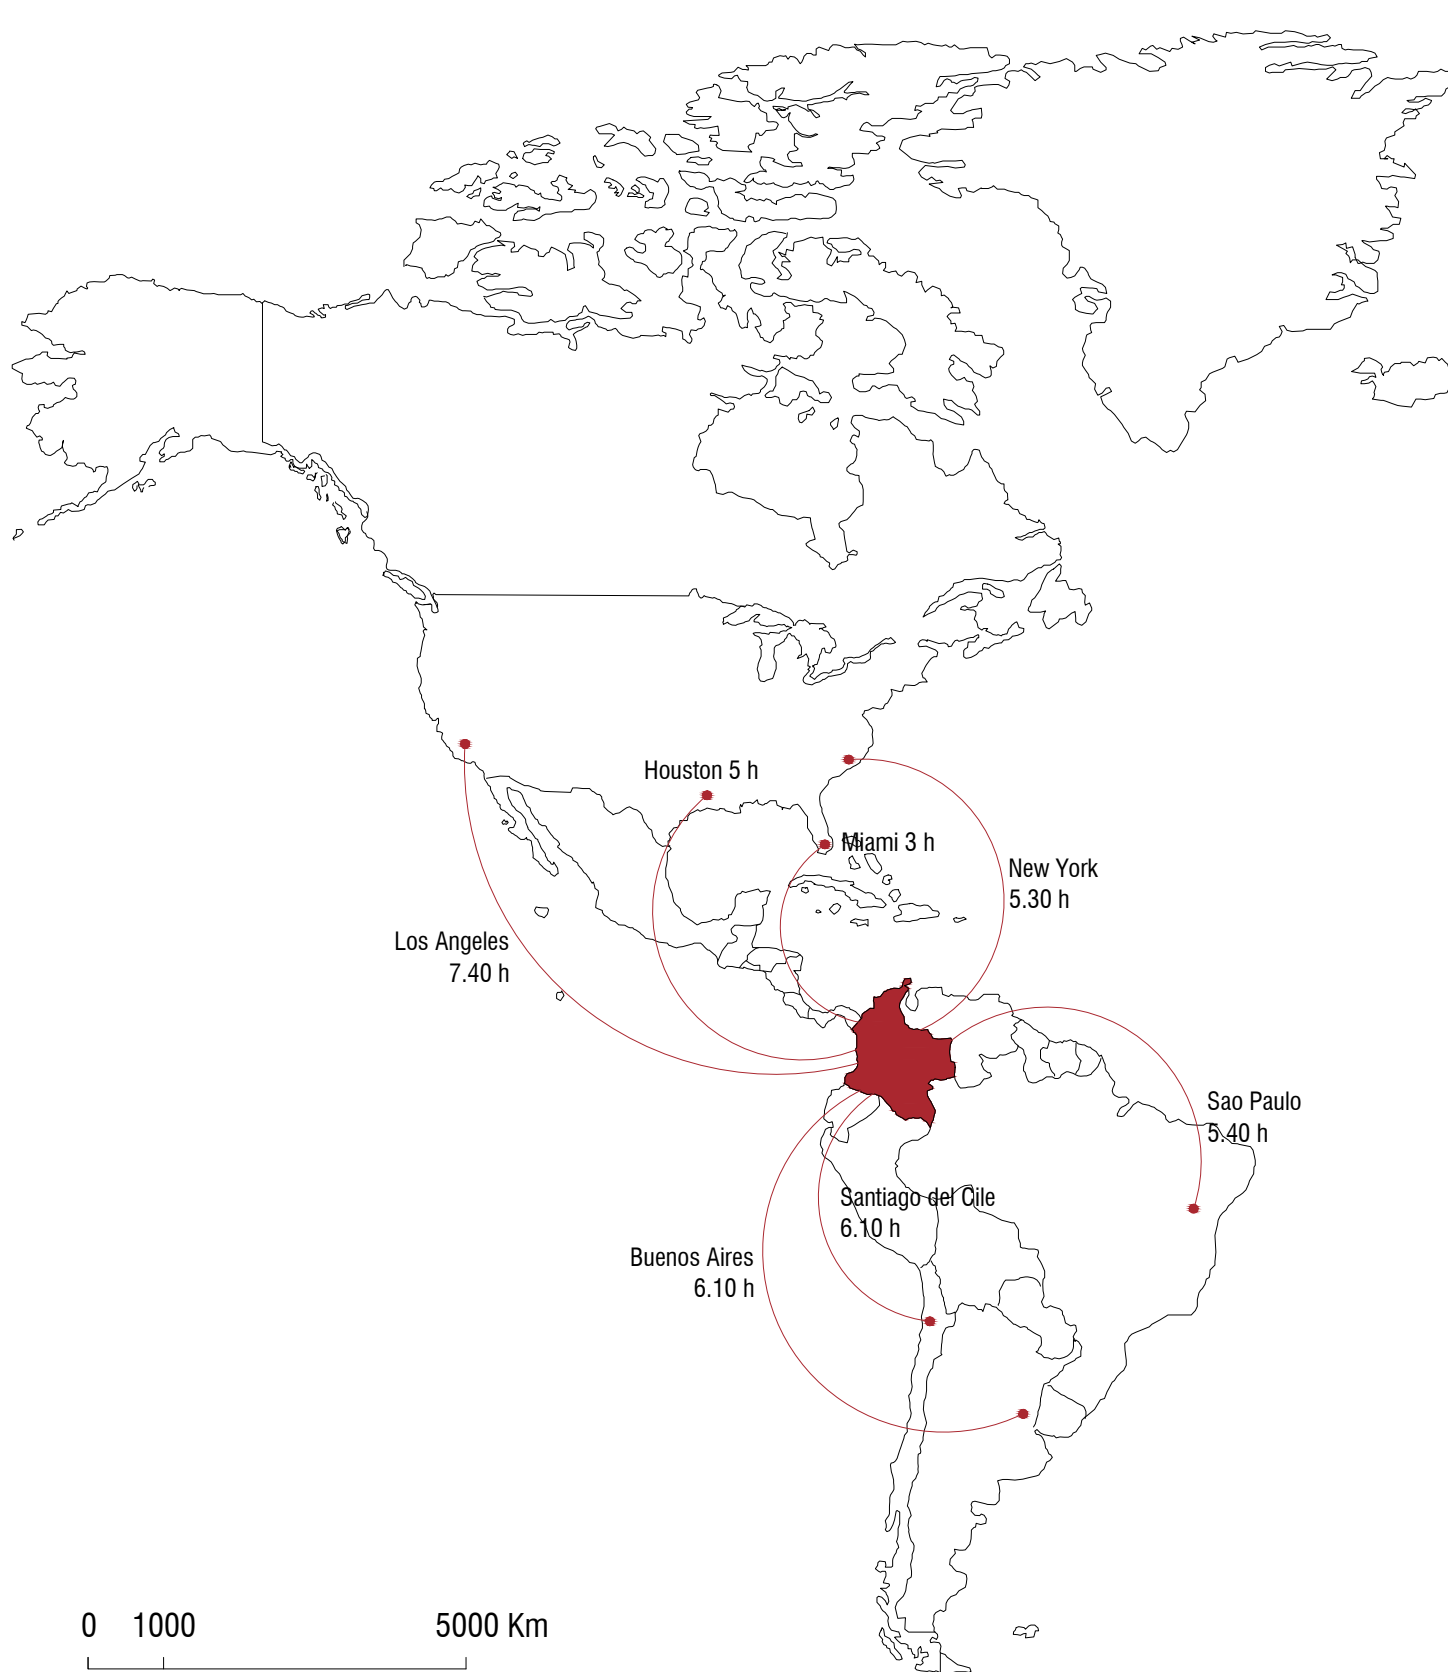 Houston 5 h
Miami 3 h
New York
5.30 h
Los Angeles
7.40 h
Sao Paulo
5.40 h
Santiago del Cile
6.10 h
Buenos Aires
6.10 h
0 1000 5000 Km